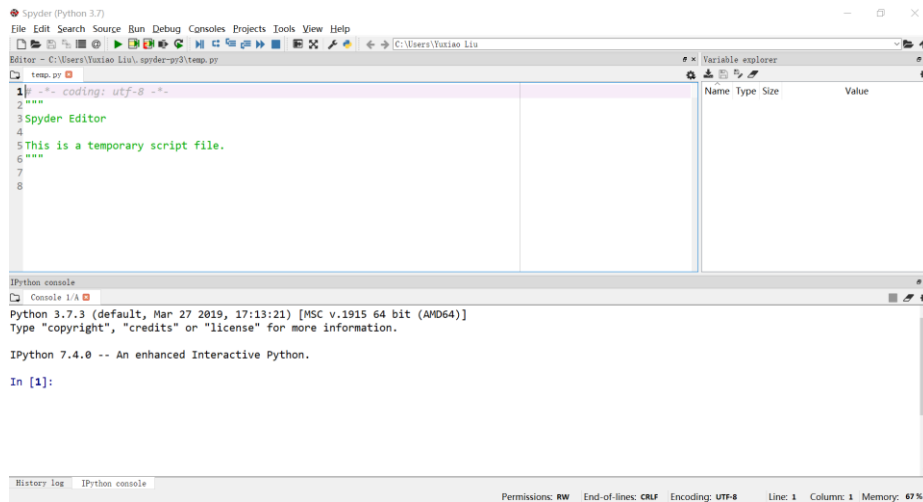 Spyder (Python 3.7)
File Edit Search Source Run Debug Consoles Projects Tools View Help
C:\Users\Yuxiao Liu
Editor - C:\Users\Yuxiao Liu\.spyder-py3\temp.py
Variable explorer
temp.py
Name Type Size Value
1 # -*- coding: utf-8 -*-
2 """
3 Spyder Editor
4
5 This is a temporary script file.
6 """
7
8
IPython console
Console 1/A
Python 3.7.3 (default, Mar 27 2019, 17:13:21) [MSC v.1915 64 bit (AMD64)]
Type "copyright", "credits" or "license" for more information.
IPython 7.4.0 -- An enhanced Interactive Python.
In [1]:
History log IPython console
Permissions: RW End-of-lines: CRLF Encoding: UTF-8 Line: 1 Column: 1 Memory: 67%